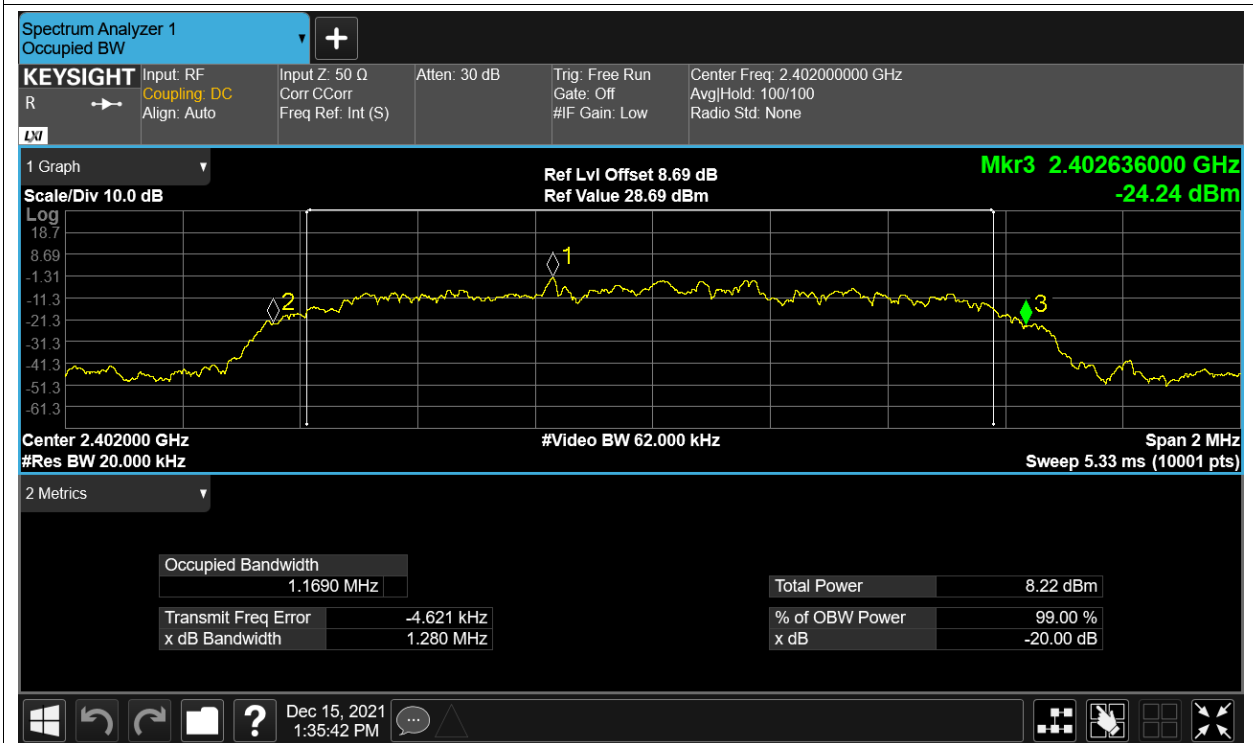 Spectrum Analyzer 1
Occupied BW
KEYSIGHT
R
LXI
Input: RF
Coupling: DC
Align: Auto
Input Z: 50 Ω
Corr CCorr
Freq Ref: Int (S)
Atten: 30 dB
Trig: Free Run
Gate: Off
#IF Gain: Low
Center Freq: 2.402000000 GHz
Avg|Hold: 100/100
Radio Std: None
1 Graph
Scale/Div 10.0 dB
Ref Lvl Offset 8.69 dB
Ref Value 28.69 dBm
Mkr3 2.402636000 GHz
-24.24 dBm
Log
18.7
8.69
-1.31
-11.3
-21.3
-31.3
-41.3
-51.3
-61.3
1
2
3
Center 2.402000 GHz
#Video BW 62.000 kHz
Span 2 MHz
#Res BW 20.000 kHz
Sweep 5.33 ms (10001 pts)
2 Metrics
Occupied Bandwidth
1.1690 MHz
Total Power 8.22 dBm
Transmit Freq Error -4.621 kHz
% of OBW Power 99.00 %
x dB Bandwidth 1.280 MHz
x dB -20.00 dB
?
Dec 15, 2021
1:35:42 PM